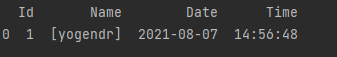 Id Name Date Time
0 1 [yogendr] 2021-08-07 14:56:48